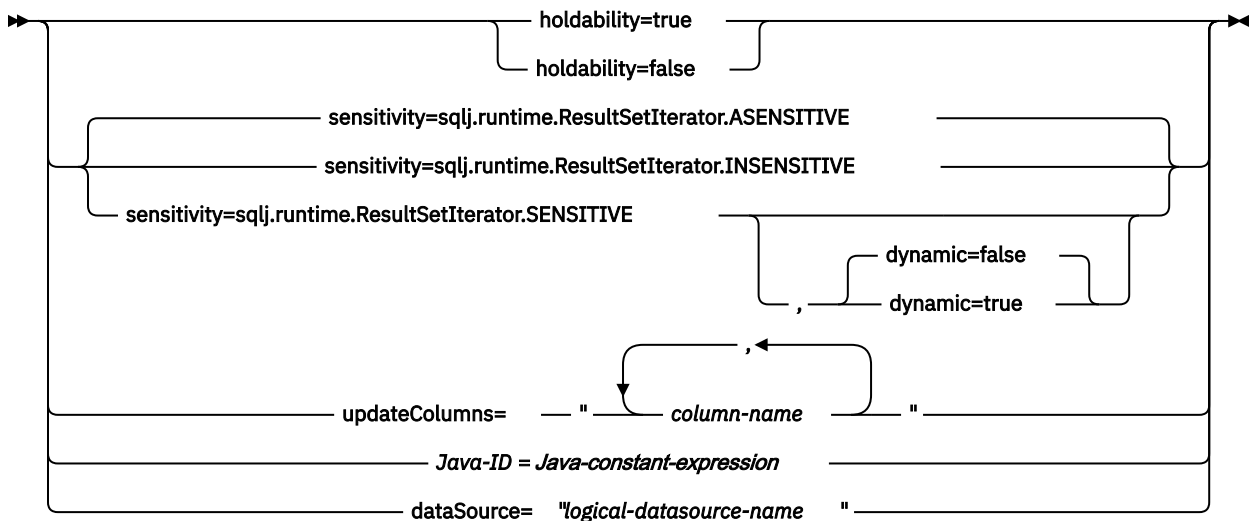 holdability=true
holdability=false
sensitivity=sqlj.runtime.ResultSetIterator.ASENSITIVE
sensitivity=sqlj.runtime.ResultSetIterator.INSENSITIVE
sensitivity=sqlj.runtime.ResultSetIterator.SENSITIVE
dynamic=false
, dynamic=true
,
updateColumns= " column-name "
Java-ID = Java-constant-expression
dataSource= "logical-datasource-name "